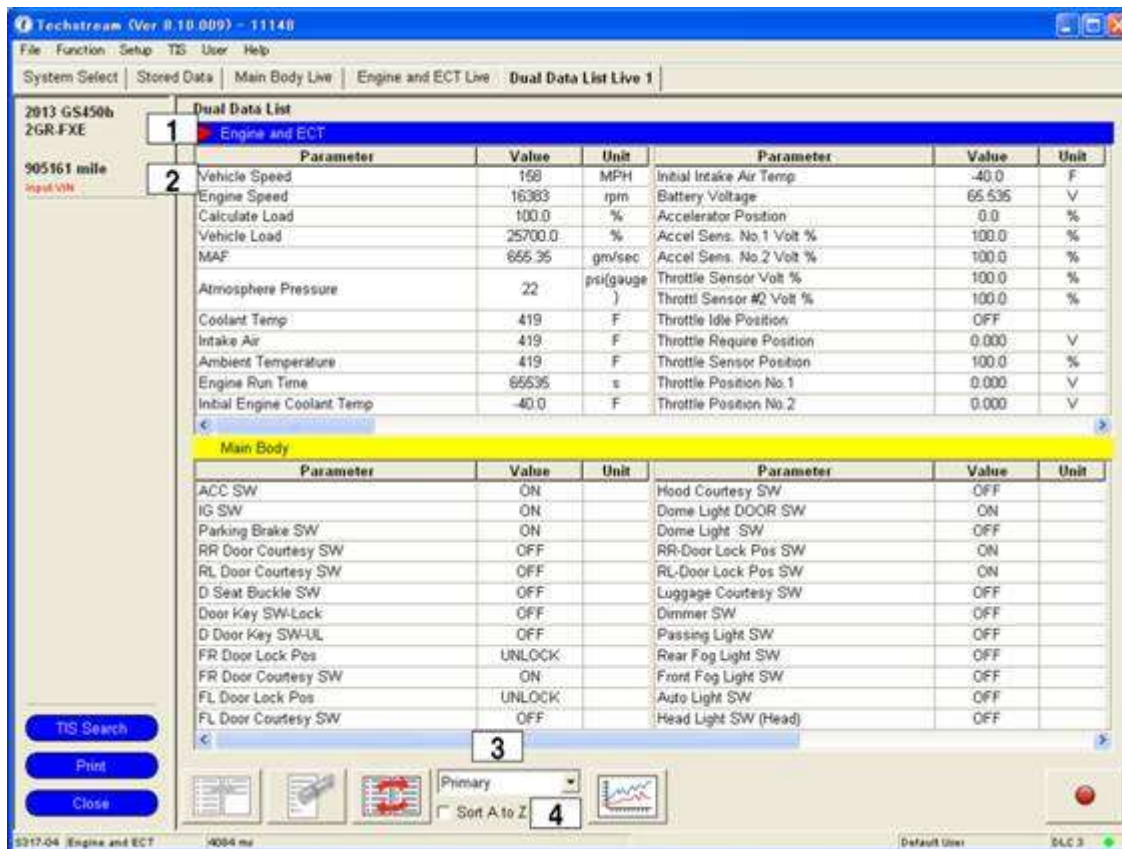 Techstream (Ver 8.10.009) - 11148
File Function Setup TIS User Help
System Select Stored Data Main Body Live Engine and ECT Live Dual Data List Live 1
2013 GS450h
2GR-FXE
905161 mile
Input VIN
Dual Data List
1 Engine and ECT
2
Parameter Value Unit Parameter Value Unit
Vehicle Speed 158 MPH Initial Intake Air Temp -40.0 F
Engine Speed 16383 rpm Battery Voltage 65.535 V
Calculate Load 100.0 % Accelerator Position 0.0 %
Vehicle Load 25700.0 % Accel Sens. No.1 Volt % 100.0 %
MAF 655.35 gm/sec Accel Sens. No.2 Volt % 100.0 %
Atmosphere Pressure 22 psi(gauge) Throttle Sensor Volt % 100.0 %
Throttl Sensor #2 Volt % 100.0 %
Coolant Temp 419 F Throttle Idle Position OFF
Intake Air 419 F Throttle Require Position 0.000 V
Ambient Temperature 419 F Throttle Sensor Position 100.0 %
Engine Run Time 65535 s Throttle Position No.1 0.000 V
Initial Engine Coolant Temp -40.0 F Throttle Position No.2 0.000 V
Main Body
Parameter Value Unit Parameter Value Unit
ACC SW ON Hood Courtesy SW OFF
IG SW ON Dome Light DOOR SW ON
Parking Brake SW ON Dome Light SW OFF
RR Door Courtesy SW OFF RR-Door Lock Pos SW ON
RL Door Courtesy SW OFF RL-Door Lock Pos SW ON
D Seat Buckle SW OFF Luggage Courtesy SW OFF
Door Key SW-Lock OFF Dimmer SW OFF
D Door Key SW-UL OFF Passing Light SW OFF
FR Door Lock Pos UNLOCK Rear Fog Light SW OFF
FR Door Courtesy SW ON Front Fog Light SW OFF
FL Door Lock Pos UNLOCK Auto Light SW OFF
FL Door Courtesy SW OFF Head Light SW (Head) OFF
TIS Search
Print
Close
3
Primary
Sort A to Z 4
S317-04 Engine and ECT 4084 ms Default User DLC 3